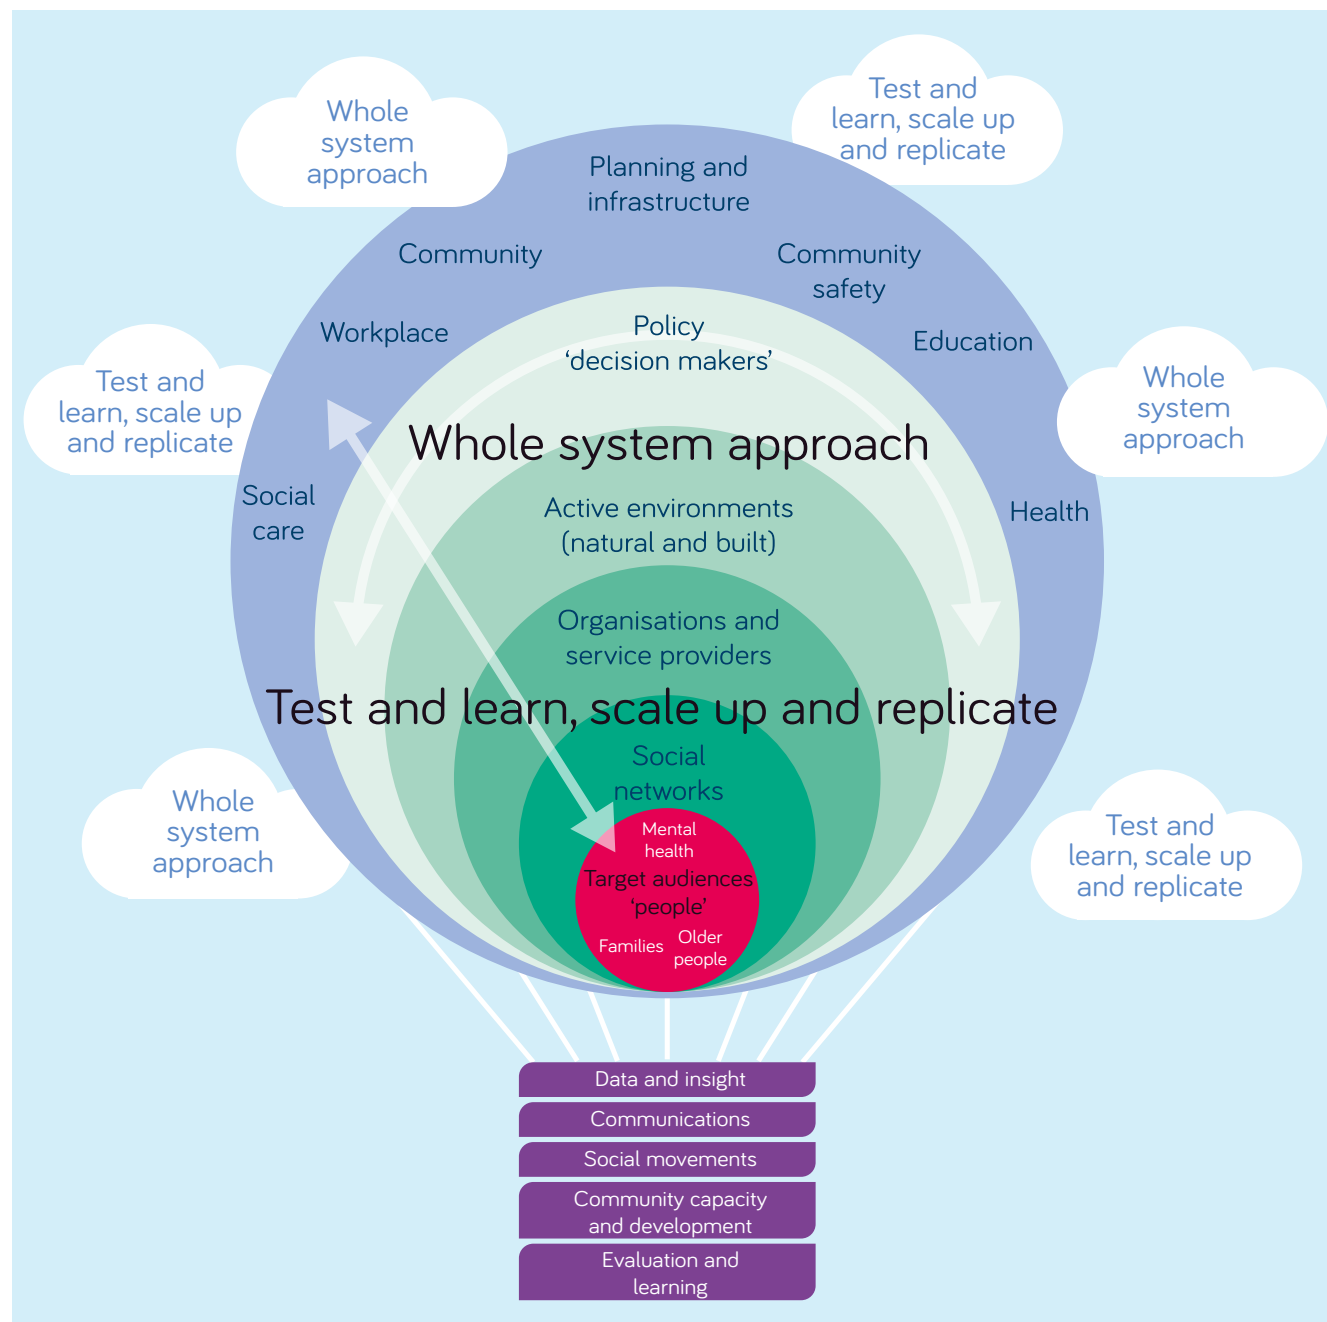 Whole
system
approach
Test and
learn, scale up
and replicate
Planning and
infrastructure
Community
Community
safety
Workplace
Education
Policy
‘decision makers’
Test and
learn, scale up
and replicate
Whole
system
approach
Whole system approach
Social
care
Health
Active environments
(natural and built)
Organisations and
service providers
Test and learn, scale up and replicate
Social
networks
Whole
system
approach
Test and
learn, scale up
and replicate
Mental
health
Target audiences
‘people’
Families
Older
people
Data and insight
Communications
Social movements
Community capacity
and development
Evaluation and
learning